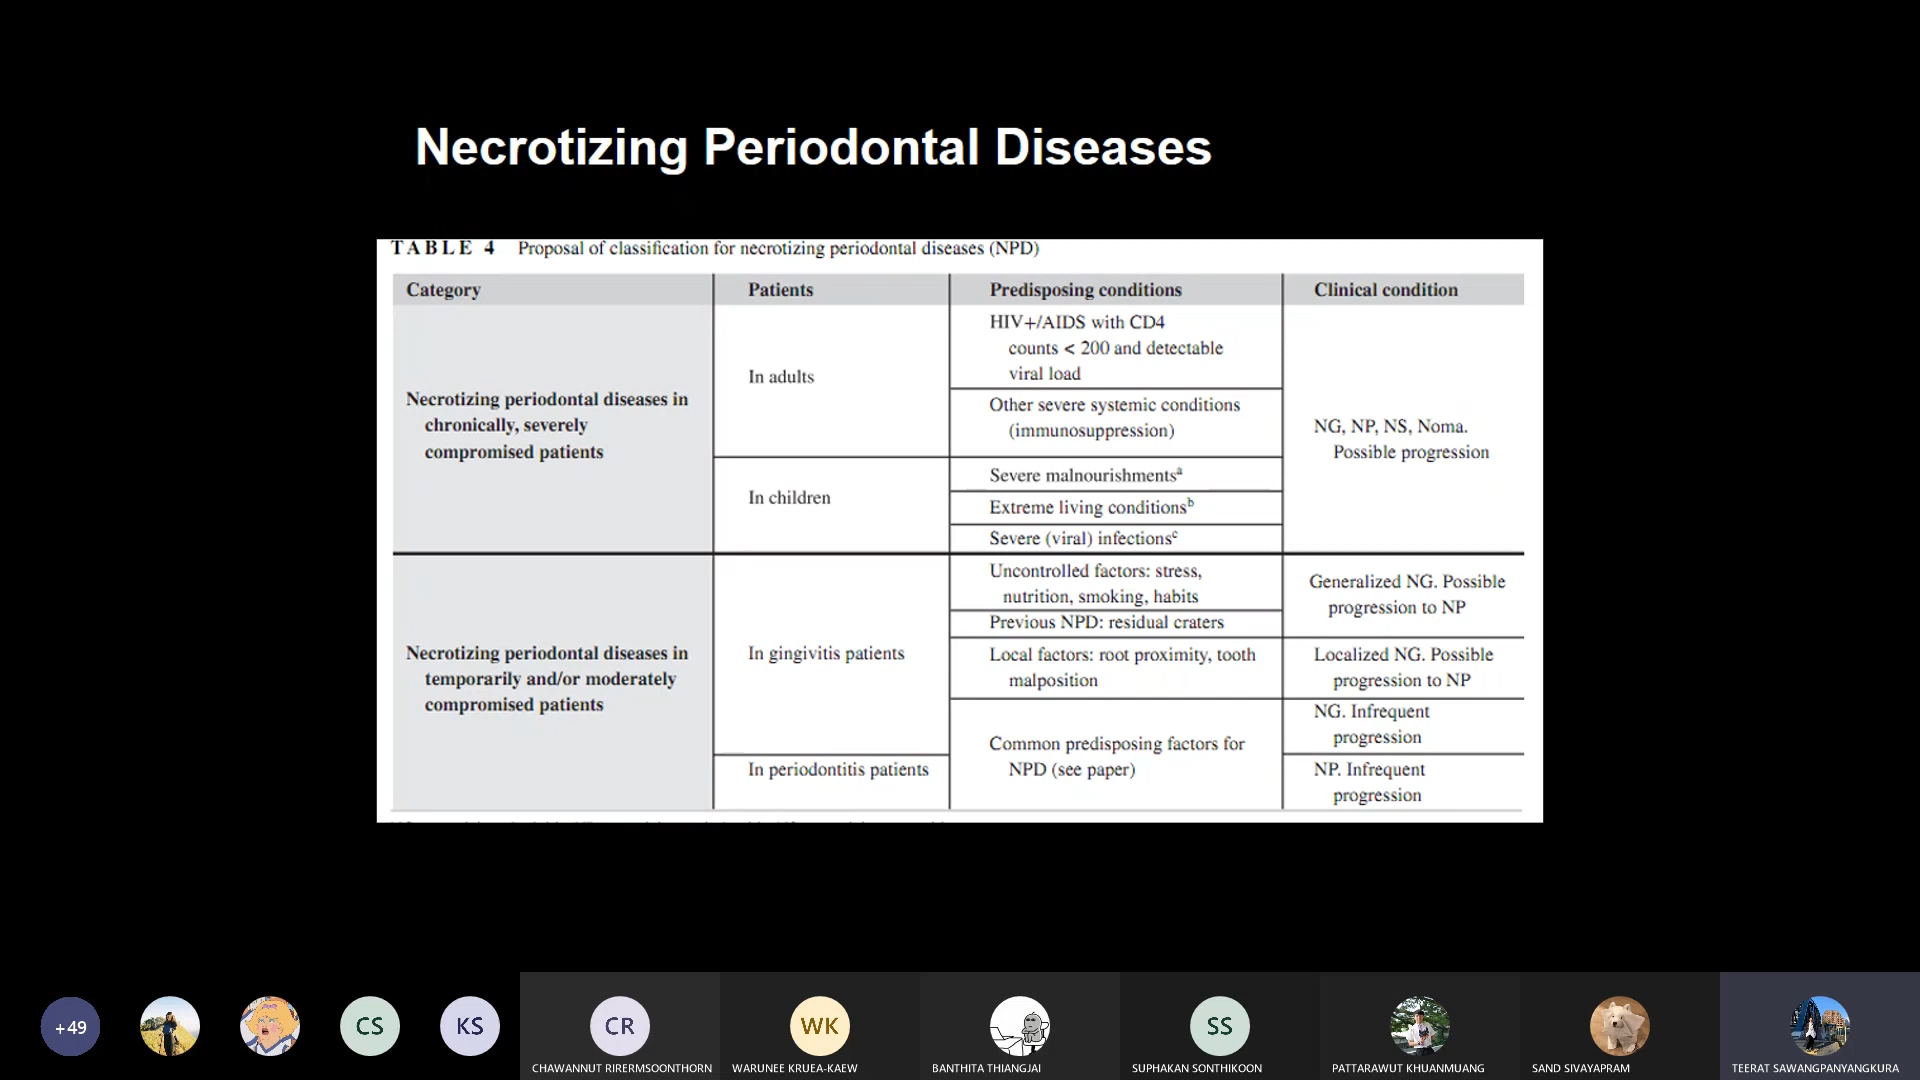 Necrotizing Periodontal Diseases
TABLE 4 Proposal of classification for necrotizing periodontal diseases (NPD)
Category
Patients
Predisposing conditions
Clinical condition
Necrotizing periodontal diseases in
chronically, severely
compromised patients
In adults
HIV+/AIDS with CD4
counts < 200 and detectable
viral load
Other severe systemic conditions
(immunosuppression)
NG, NP, NS, Noma.
Possible progression
In children
Severe malnourishmentsᵃ
Extreme living conditionsᵇ
Severe (viral) infectionsᶜ
Necrotizing periodontal diseases in
temporarily and/or moderately
compromised patients
In gingivitis patients
Uncontrolled factors: stress,
nutrition, smoking, habits
Previous NPD: residual craters
Generalized NG. Possible
progression to NP
Local factors: root proximity, tooth
malposition
Localized NG. Possible
progression to NP
Common predisposing factors for
NPD (see paper)
NG. Infrequent
progression
In periodontitis patients
NP. Infrequent
progression
+49
CS
KS
CR
WK
SS
CHAWANNUT RIRERMSOONTHORN
WARUNEE KRUEA-KAEW
BANTHITA THIANGJAI
SUPHAKAN SONTHIKOON
PATTARAWUT KHUANMUANG
SAND SIVAYAPRAM
TEERAT SAWANGPANYANGKURA